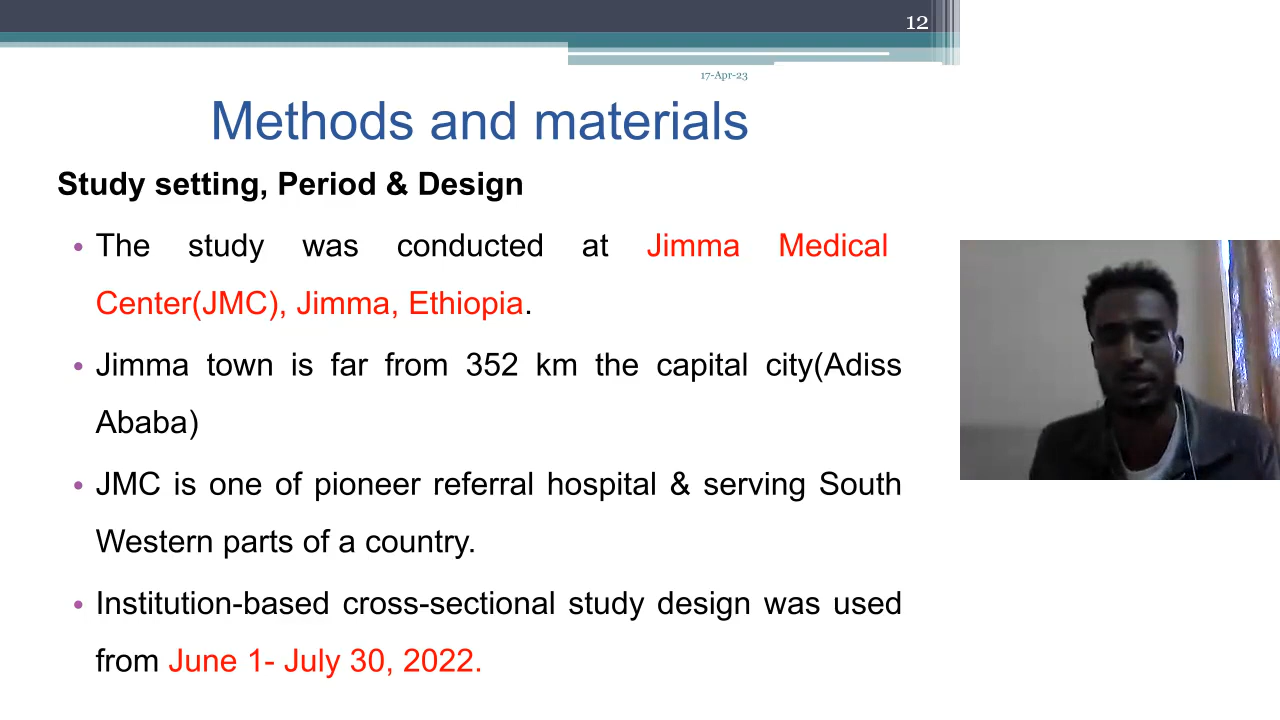 12
17-Apr-23
Methods and materials
Study setting, Period & Design
• The study was conducted at Jimma Medical
Center(JMC), Jimma, Ethiopia.
• Jimma town is far from 352 km the capital city(Adiss
Ababa)
• JMC is one of pioneer referral hospital & serving South
Western parts of a country.
• Institution-based cross-sectional study design was used
from June 1- July 30, 2022.